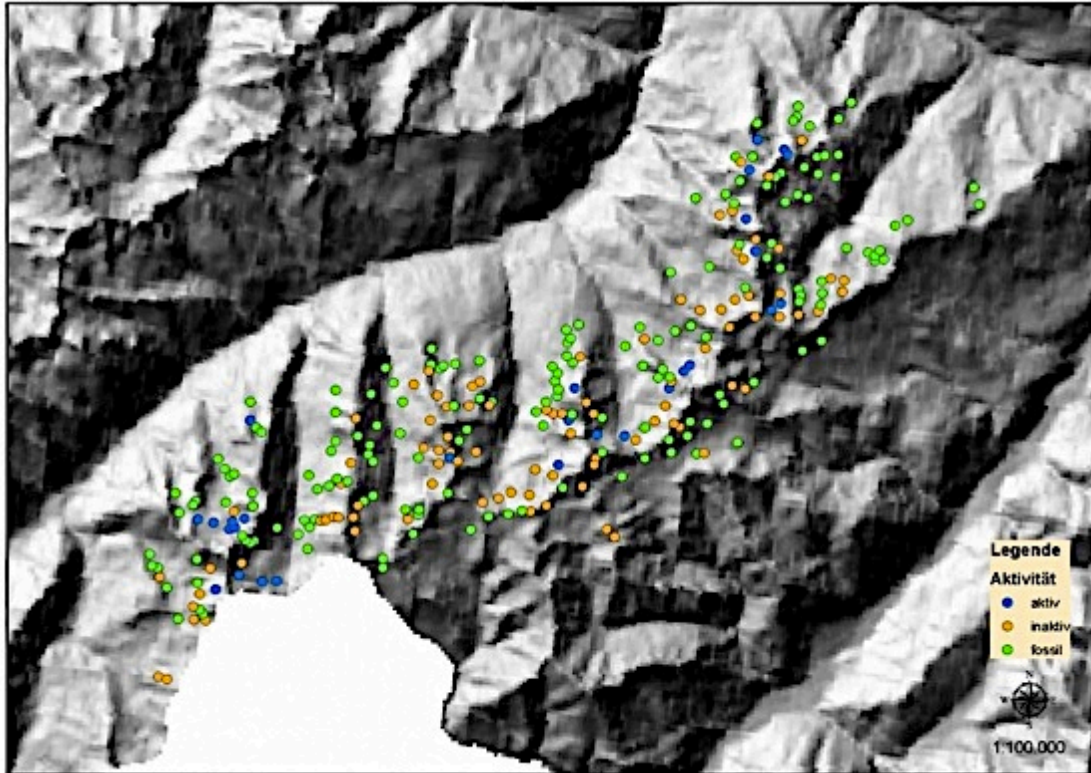 Legende
Aktivität
aktiv
inaktiv
fossil
N
W
E
S
1:100.000